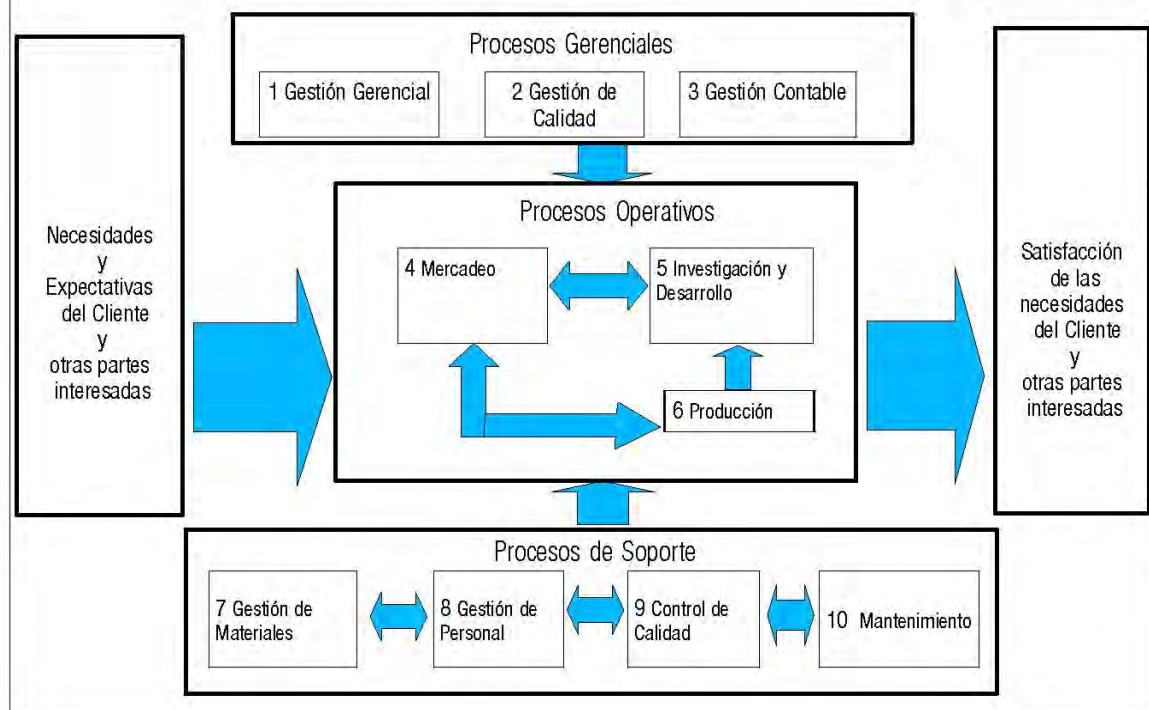 Procesos Gerenciales
1 Gestión Gerencial
2 Gestión de
Calidad
3 Gestión Contable
Necesidades
y
Expectativas
del Cliente
y
otras partes
interesadas
Procesos Operativos
4 Mercadeo
5 Investigación y
Desarrollo
6 Producción
Satisfacción
de las
necesidades
del Cliente
y
otras partes
interesadas
Procesos de Soporte
7 Gestión de
Materiales
8 Gestión de
Personal
9 Control de
Calidad
10 Mantenimiento